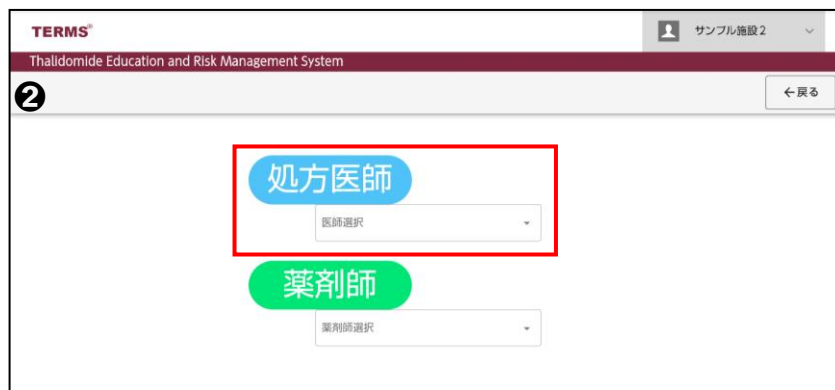 TERMS®
サンプル施設2
Thalidomide Education and Risk Management System
❷
←戻る
処方医師
医師選択
薬剤師
薬剤師選択